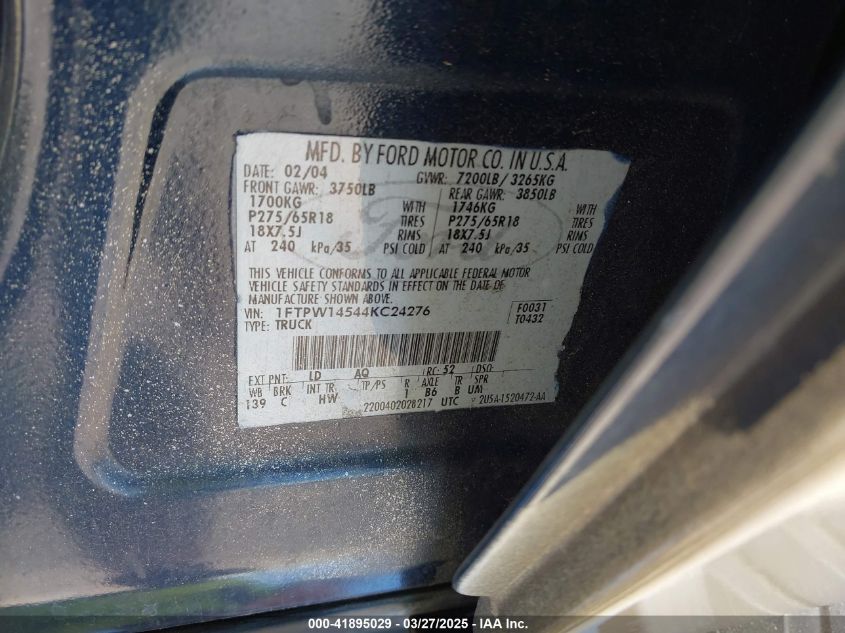 MFD. BY FORD MOTOR CO. IN U.S.A.
DATE: 02/04 GVWR: 7200LB / 3265KG
FRONT GAWR: 3750LB REAR GAWR: 3850LB
1700KG WITH 1746KG WITH
P275/65R18 TIRES P275/65R18 TIRES
18X7.5J RIMS 18X7.5J RIMS
AT 240 kPa/35 PSI COLD AT 240 kPa/35 PSI COLD
THIS VEHICLE CONFORMS TO ALL APPLICABLE FEDERAL MOTOR
VEHICLE SAFETY STANDARDS IN EFFECT ON THE DATE OF
MANUFACTURE SHOWN ABOVE.
VIN: 1FTPW14544KC24276 F0031
TYPE: TRUCK T0432
EXT PNT: LD AQ RC: 52 DSO:
WB BRK INT TR TP/PS R AXLE TR SPR
139 C HW 1 B6 B UM
2200402028217 UTC 2U5A-1520472-AA
Ford
000-41895029 - 03/27/2025 - www.iaai.com